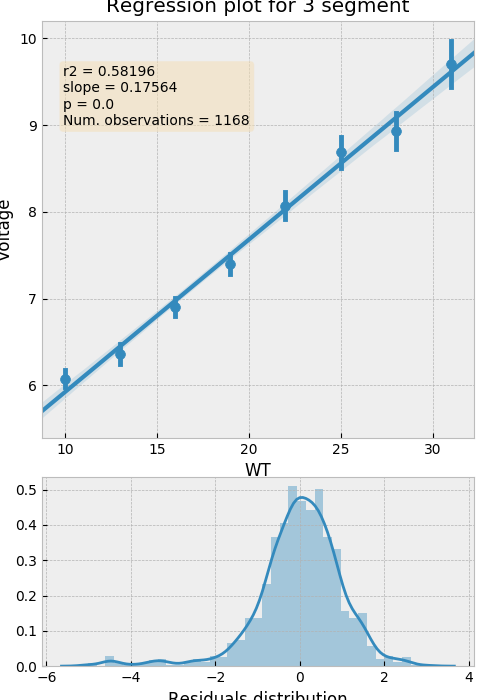 Regression plot for 3 segment
10
r2 = 0.58196
slope = 0.17564
p = 0.0
Num. observations = 1168
9
8
7
6
voltage
10 15 20 25 30
WT
0.5
0.4
0.3
0.2
0.1
0.0
−6 −4 −2 0 2 4
Residuals distribution